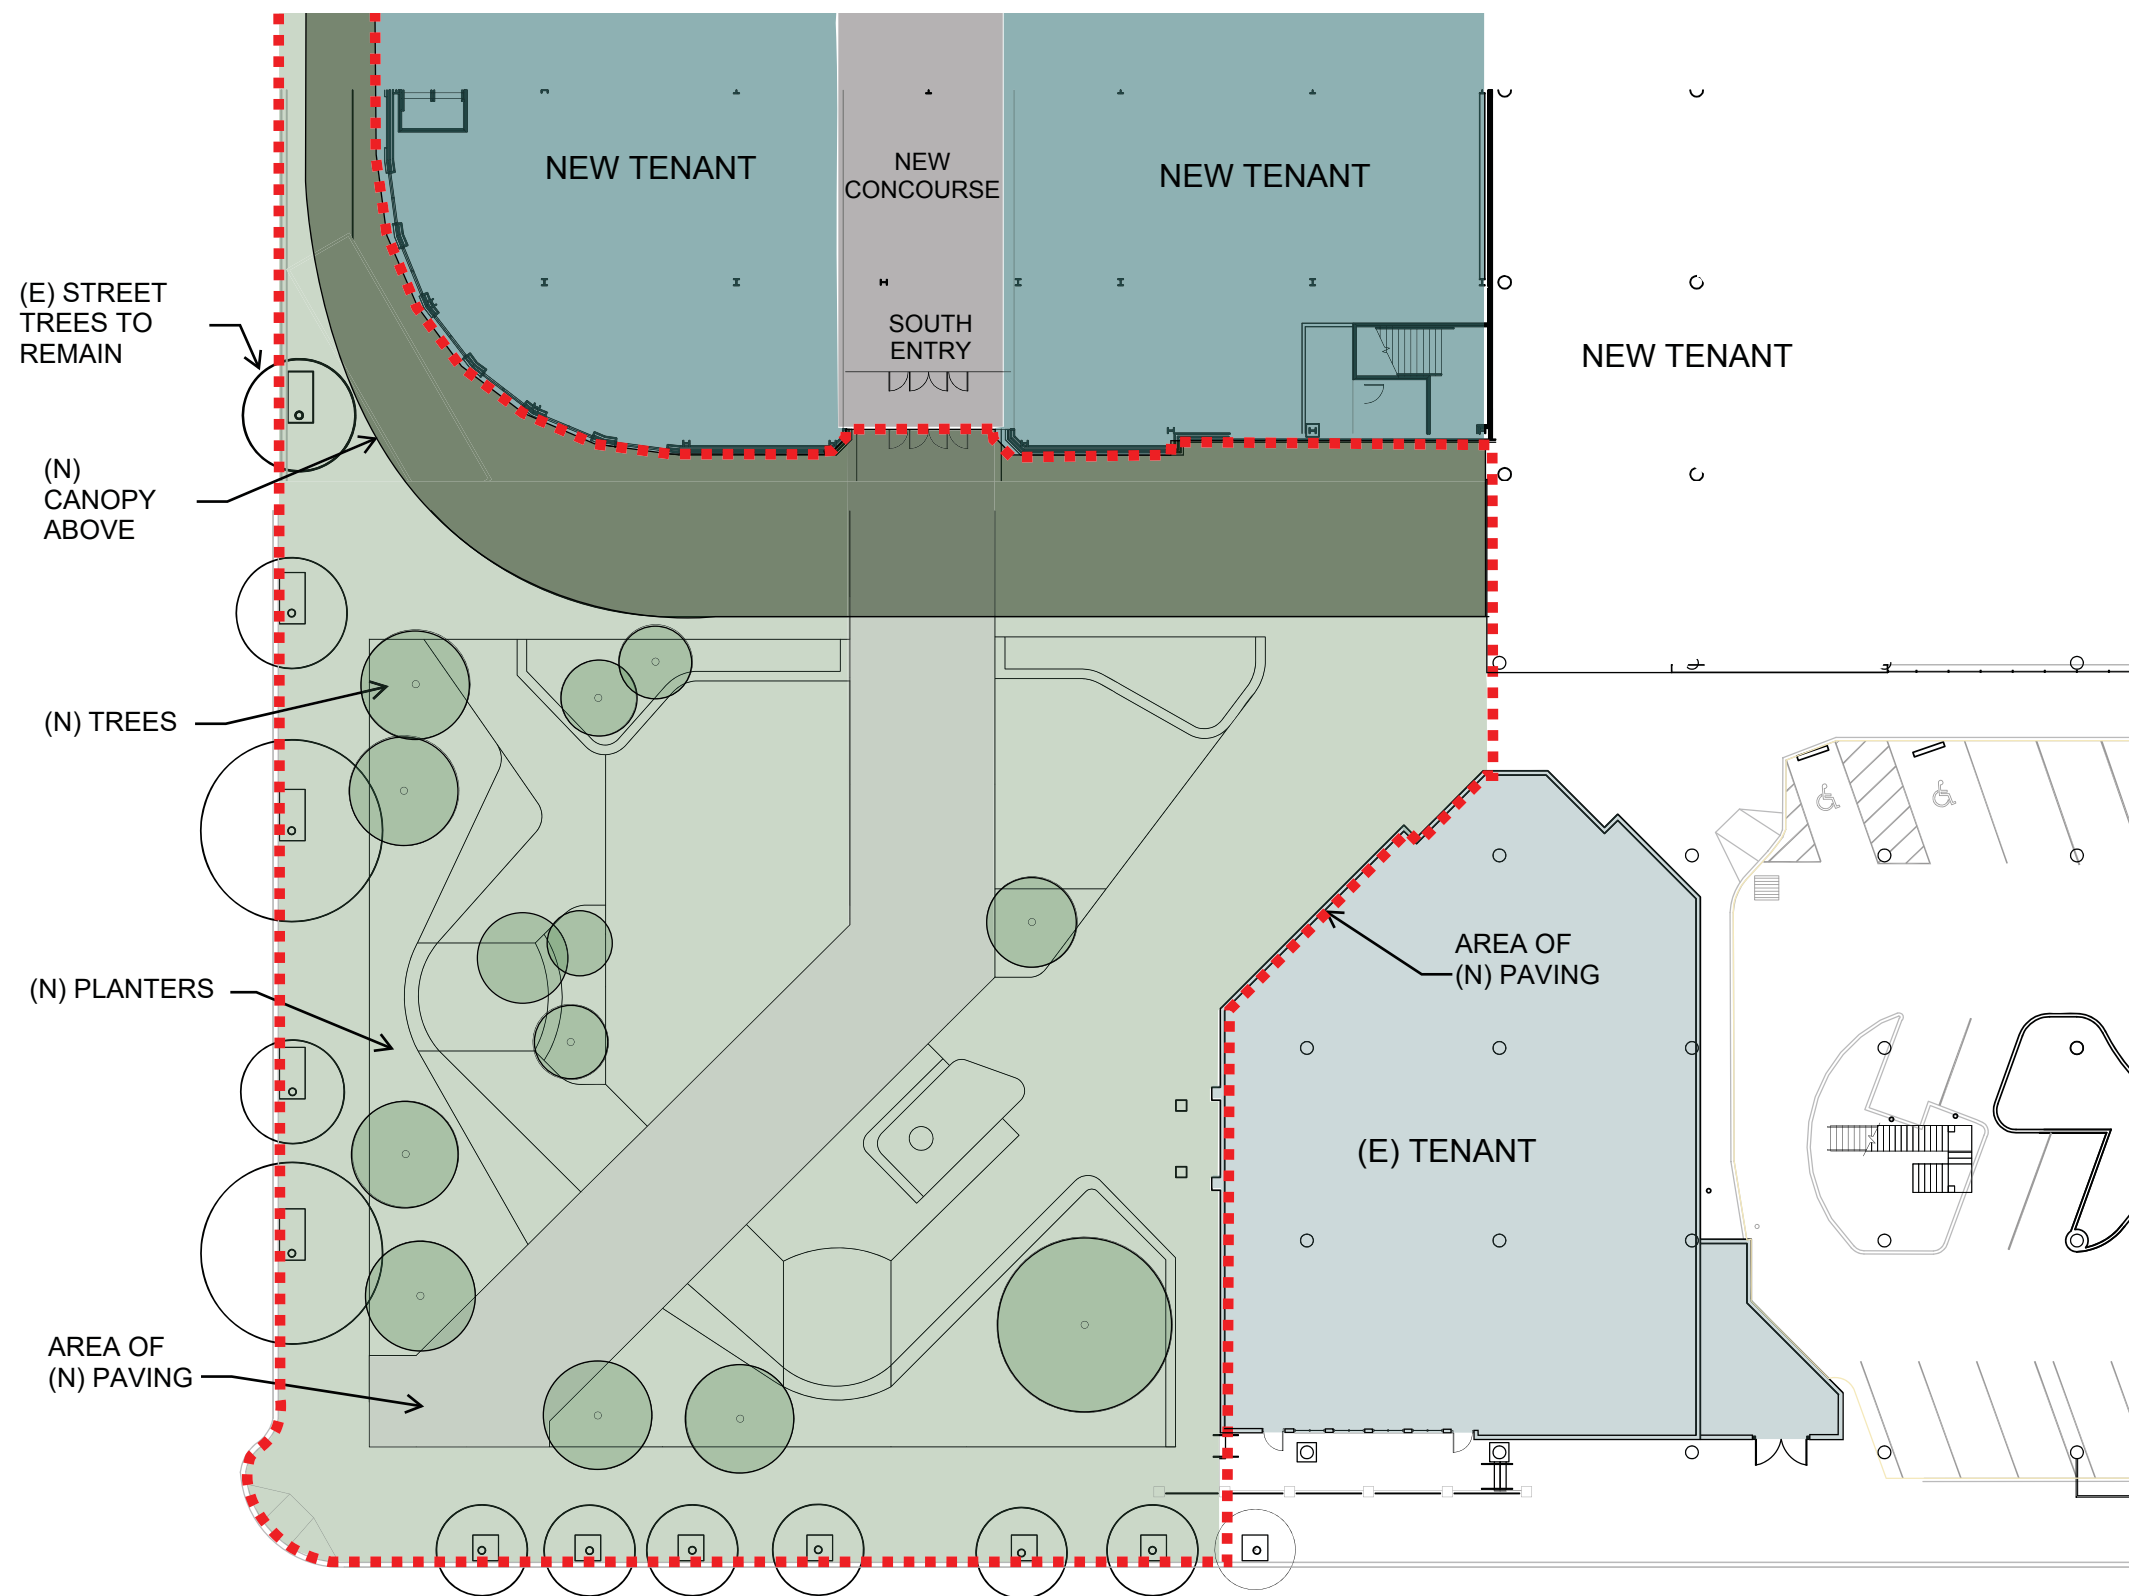 NEW TENANT
NEW
CONCOURSE
NEW TENANT
(E) STREET
TREES TO
REMAIN
SOUTH
ENTRY
NEW TENANT
(N)
CANOPY
ABOVE
(N) TREES
AREA OF
(N) PAVING
(N) PLANTERS
(E) TENANT
AREA OF
(N) PAVING